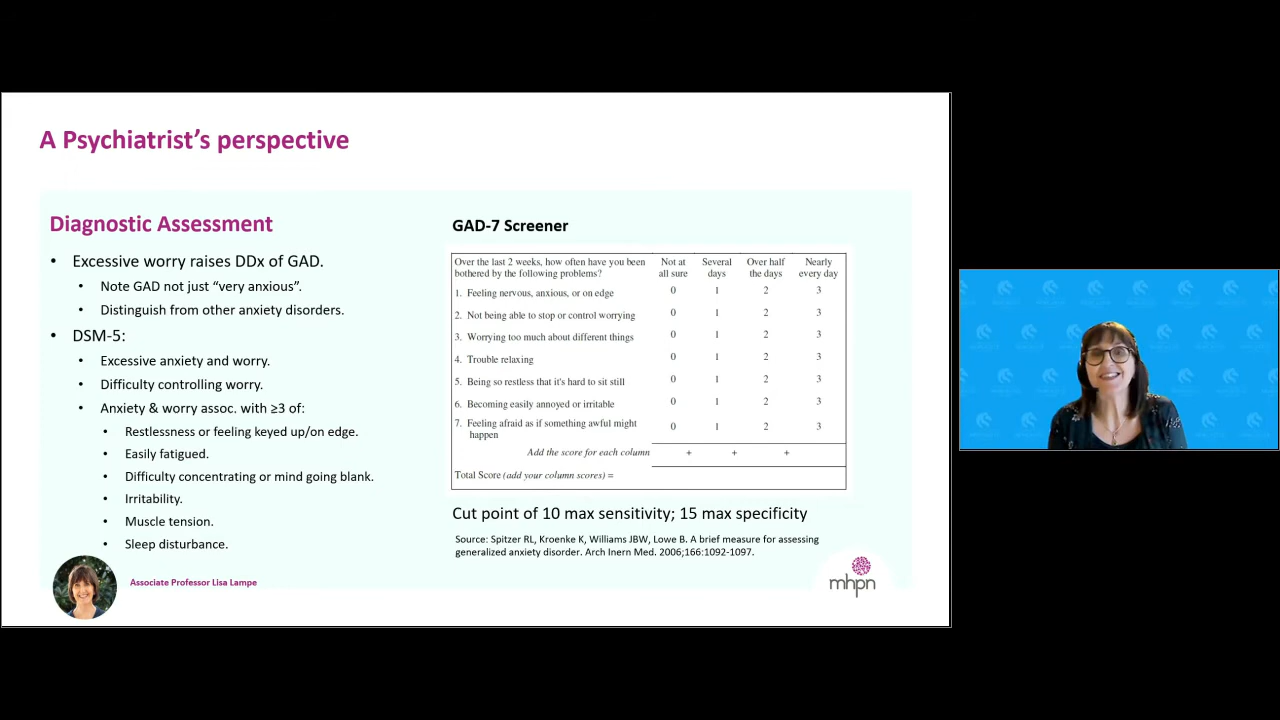 A Psychiatrist's perspective
Diagnostic Assessment
• Excessive worry raises DDx of GAD.
• Note GAD not just “very anxious”.
• Distinguish from other anxiety disorders.
• DSM-5:
• Excessive anxiety and worry.
• Difficulty controlling worry.
• Anxiety & worry assoc. with ≥3 of:
• Restlessness or feeling keyed up/on edge.
• Easily fatigued.
• Difficulty concentrating or mind going blank.
• Irritability.
• Muscle tension.
• Sleep disturbance.
Associate Professor Lisa Lampe
GAD-7 Screener
Over the last 2 weeks, how often have you been bothered by the following problems? Not at all sure Several days Over half the days Nearly every day
1. Feeling nervous, anxious, or on edge 0 1 2 3
2. Not being able to stop or control worrying 0 1 2 3
3. Worrying too much about different things 0 1 2 3
4. Trouble relaxing 0 1 2 3
5. Being so restless that it's hard to sit still 0 1 2 3
6. Becoming easily annoyed or irritable 0 1 2 3
7. Feeling afraid as if something awful might happen 0 1 2 3
Add the score for each column + + +
Total Score (add your column scores) =
Cut point of 10 max sensitivity; 15 max specificity
Source: Spitzer RL, Kroenke K, Williams JBW, Lowe B. A brief measure for assessing
generalized anxiety disorder. Arch Inern Med. 2006;166:1092-1097.
mhpn